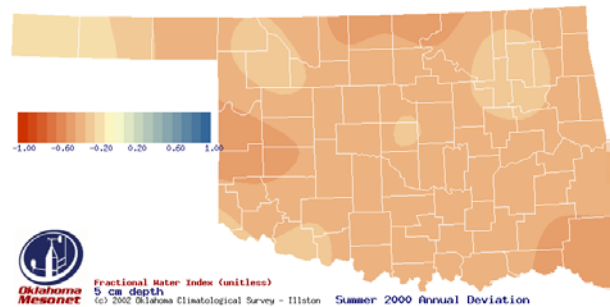 -1.00 -0.60 -0.20 0.20 0.60 1.00
Oklahoma
Mesonet
Fractional Water Index (unitless)
5 cm depth
(c) 2002 Oklahoma Climatological Survey - Illston
Summer 2000 Annual Deviation